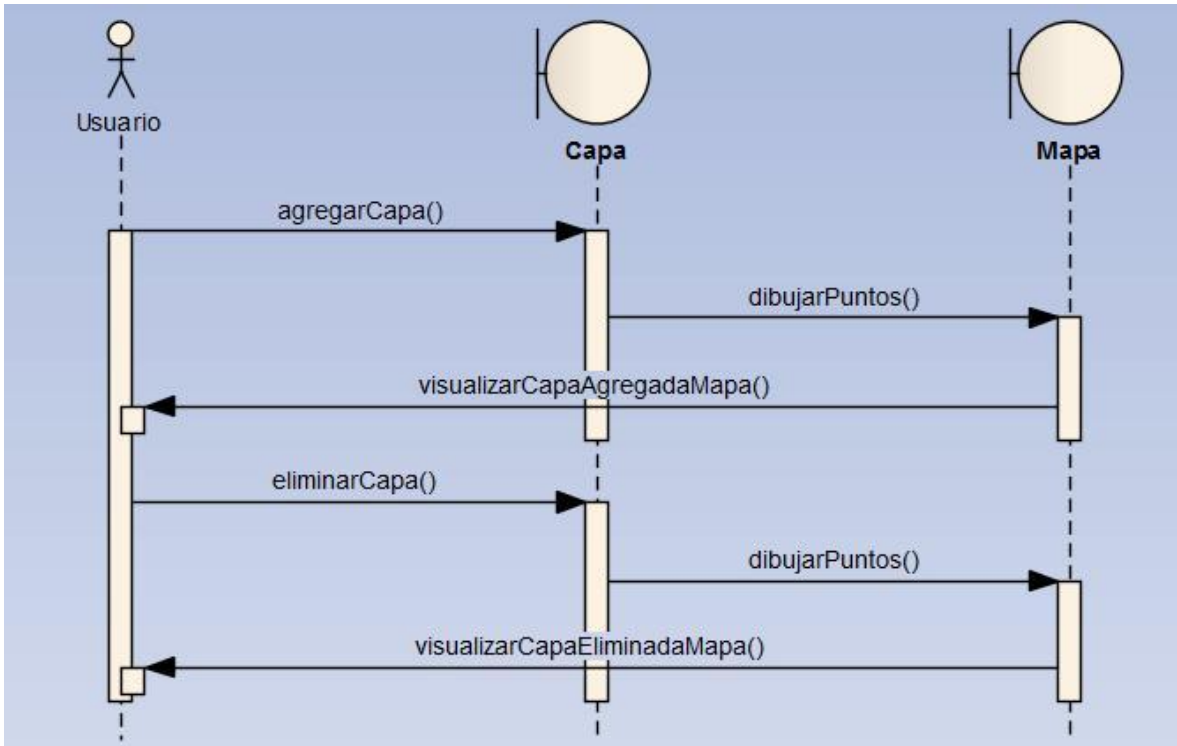 Usuario
Capa
Mapa
agregarCapa()
dibujarPuntos()
visualizarCapaAgregadaMapa()
eliminarCapa()
dibujarPuntos()
visualizarCapaEliminadaMapa()